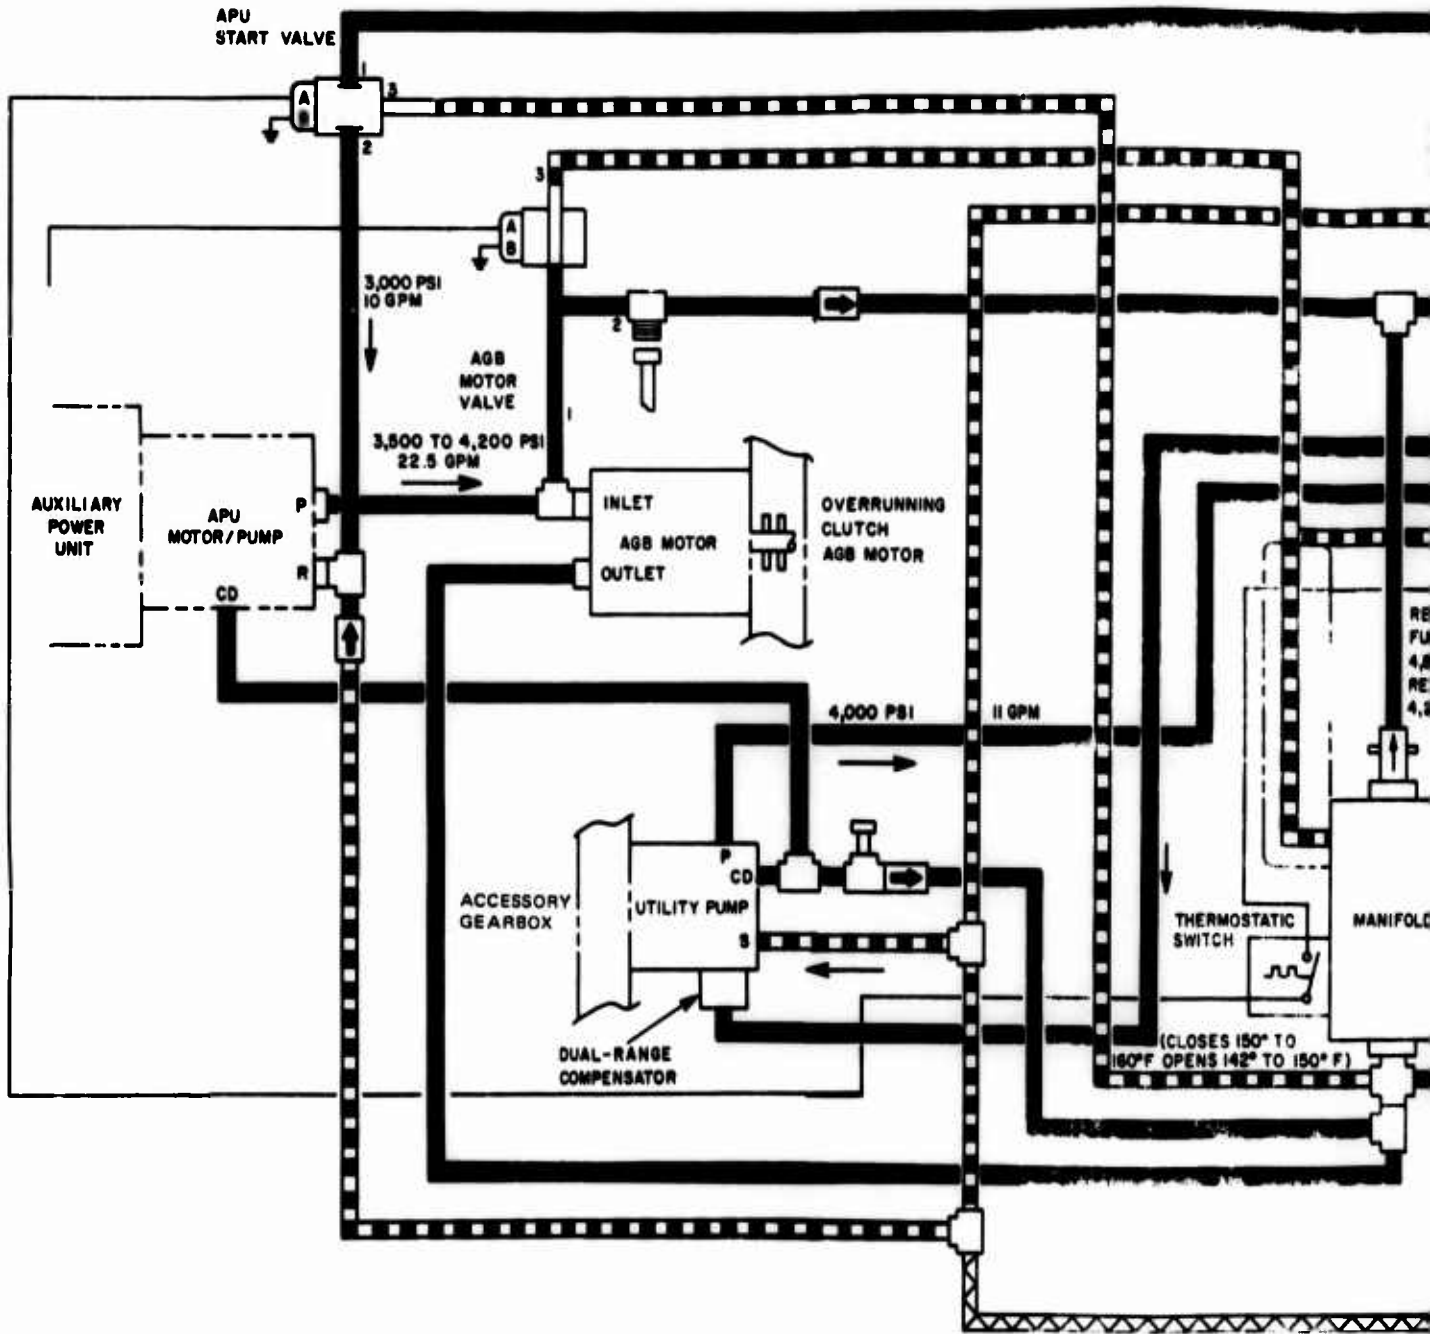 APU
START VALVE
1
A
3
2
3
A
B
3,000 PSI
10 GPM
2
AGB
MOTOR
VALVE
1
3,500 TO 4,200 PSI
22.5 GPM
AUXILIARY
POWER
UNIT
APU
MOTOR/PUMP
P
R
CD
INLET
AGB MOTOR
OUTLET
OVERRUNNING
CLUTCH
AGB MOTOR
RE
FU
RE
4,000 PSI
11 GPM
P
CD
UTILITY PUMP
S
ACCESSORY
GEARBOX
THERMOSTATIC
SWITCH
MANIFOLD
DUAL-RANGE
COMPENSATOR
(CLOSES 150° TO
160°F OPENS 142° TO 150° F)